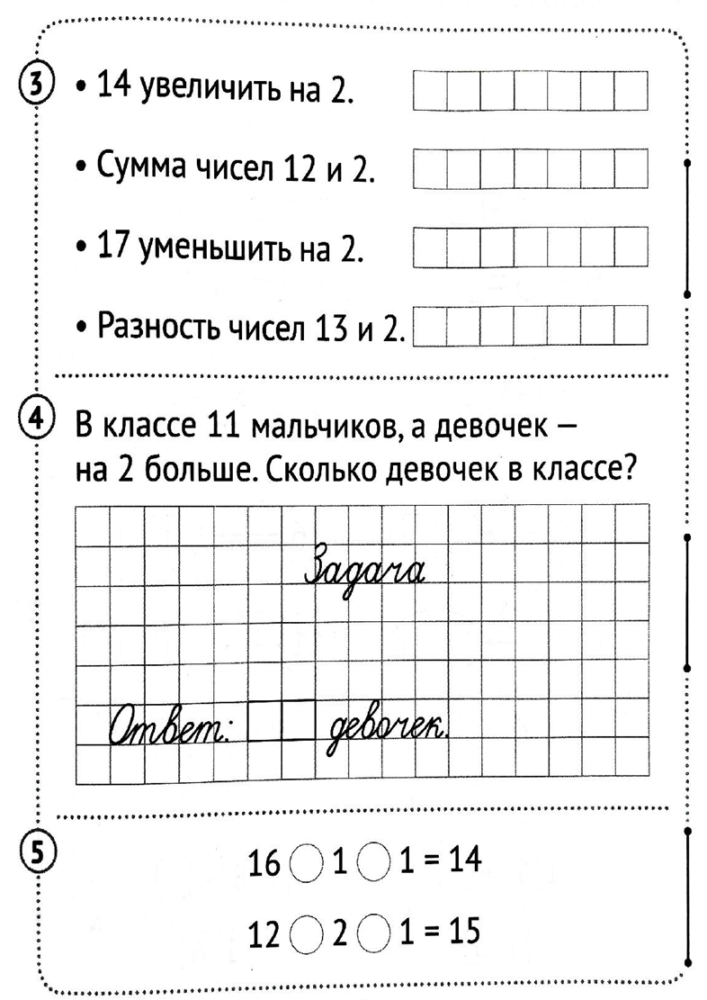 3 • 14 увеличить на 2.
• Сумма чисел 12 и 2.
• 17 уменьшить на 2.
• Разность чисел 13 и 2.
4 В классе 11 мальчиков, а девочек —
на 2 больше. Сколько девочек в классе?
Задача
Ответ: девочек.
5 16 ○ 1 ○ 1 = 14
12 ○ 2 ○ 1 = 15